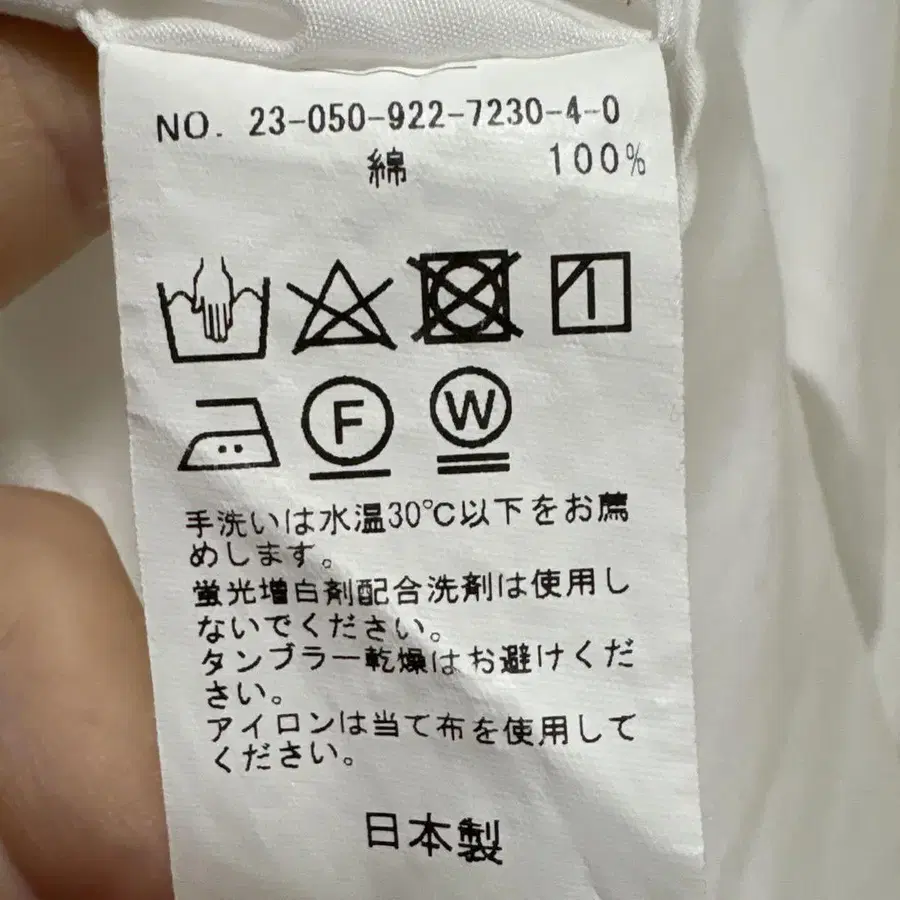 NO. 23-050-922-7230-4-0
綿 100%
F W
手洗いは水温30℃以下をお薦
めします。
蛍光増白剤配合洗剤は使用し
ないでください。
タンブラー乾燥はお避けくだ
さい。
アイロンは当て布を使用して
ください。
日本製